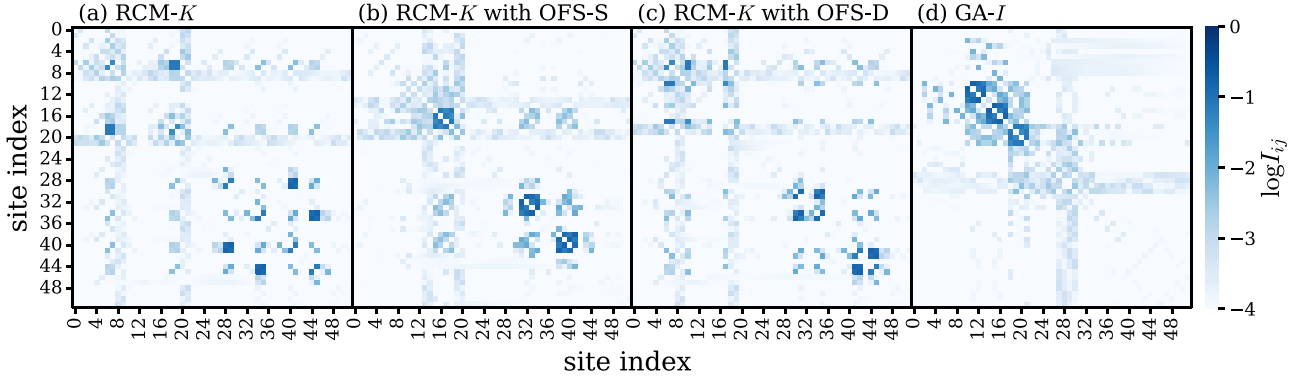 (a) RCM-K
(b) RCM-K with OFS-S
(c) RCM-K with OFS-D
(d) GA-I
site index
0
4
8
12
16
20
24
28
32
36
40
44
48
0 4 8 12 16 20 24 28 32 36 40 44 48
0 4 8 12 16 20 24 28 32 36 40 44 48
0 4 8 12 16 20 24 28 32 36 40 44 48
0 4 8 12 16 20 24 28 32 36 40 44 48
site index
0
−1
−2
−3
−4
logI_{ij}